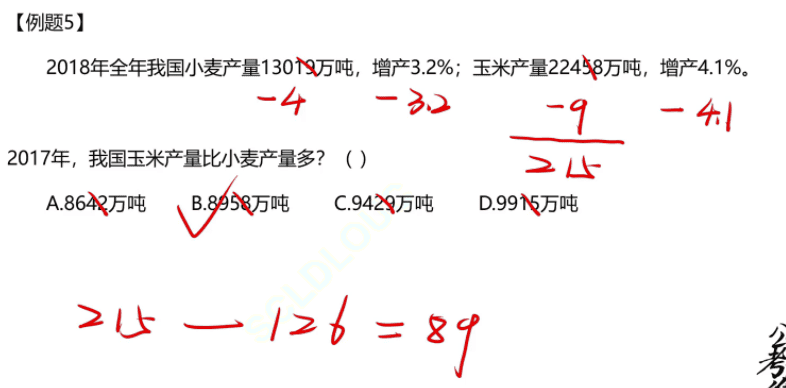 【例题5】
2018年全年我国小麦产量13019万吨，增产3.2%；玉米产量22458万吨，增产4.1%。
-4 -3.2 -9 -4.1
215
2017年，我国玉米产量比小麦产量多？（ ）
A.8642万吨 B.8958万吨 C.9429万吨 D.9915万吨
215 - 126 = 89
公
考